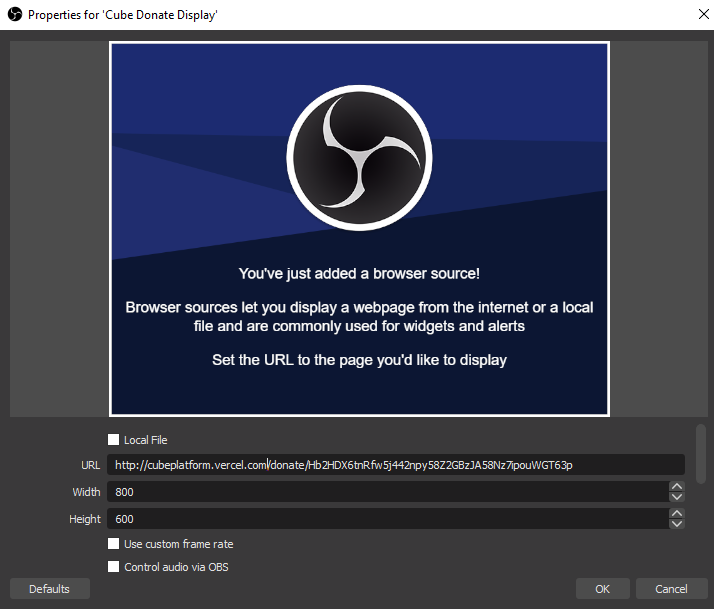 Properties for 'Cube Donate Display'
You've just added a browser source!
Browser sources let you display a webpage from the internet or a local
file and are commonly used for widgets and alerts
Set the URL to the page you'd like to display
Local File
URL http://cubeplatform.vercel.com/donate/Hb2HDX6tnRfw5j442npy58Z2GBzJA58Nz7ipouWGT63p
Width 800
Height 600
Use custom frame rate
Control audio via OBS
Defaults OK Cancel